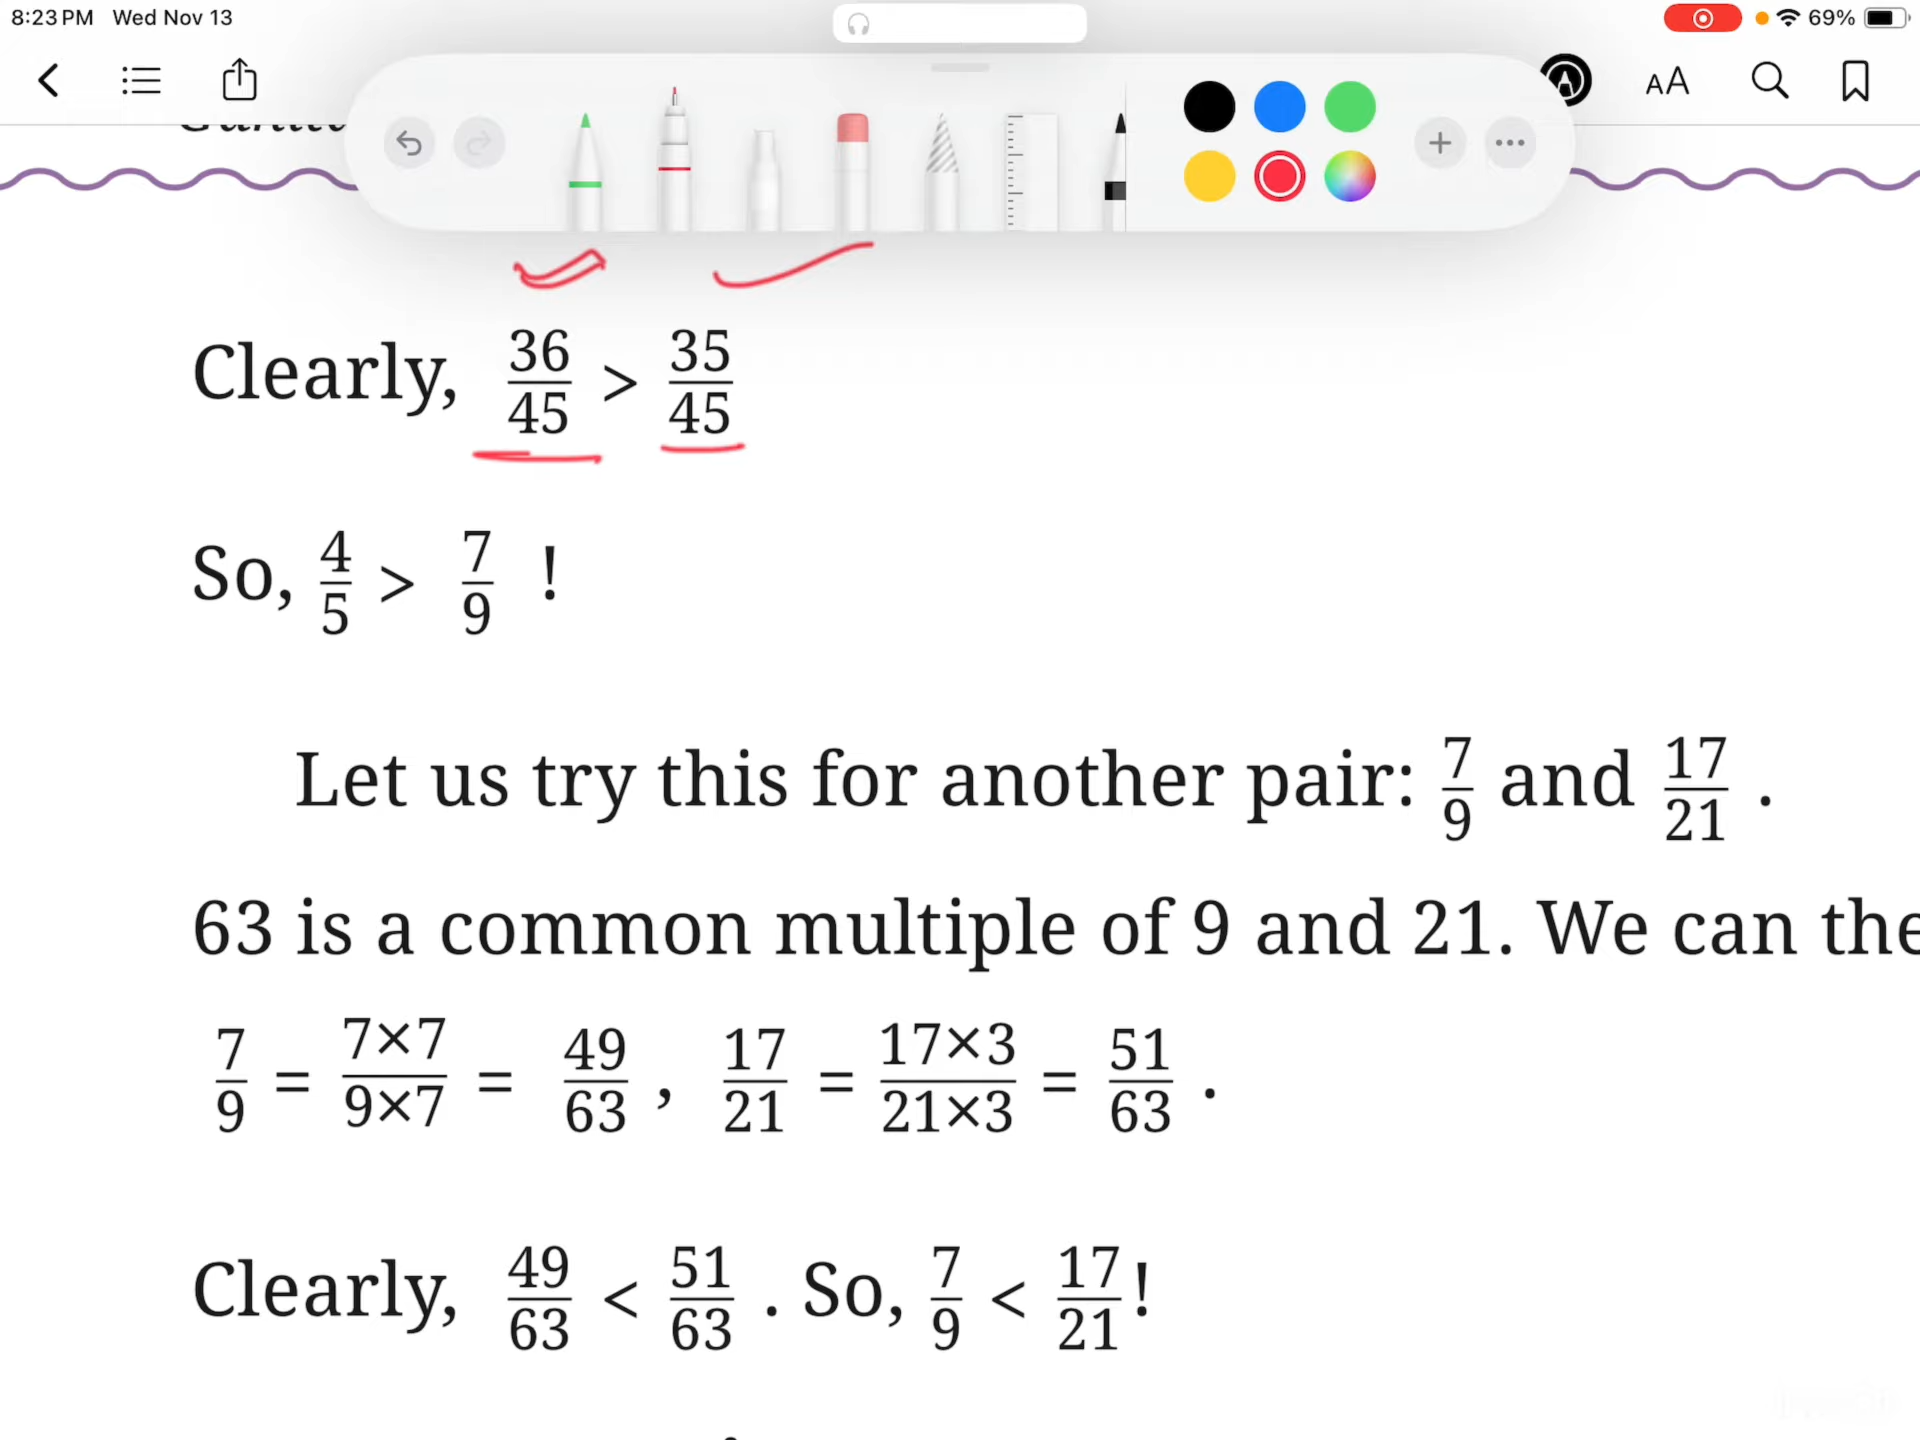 8:23 PM Wed Nov 13
69%
AA
Clearly, 36/45 > 35/45
So, 4/5 > 7/9 !
Let us try this for another pair: 7/9 and 17/21 .
63 is a common multiple of 9 and 21. We can the
7/9 = 7×7/9×7 = 49/63 , 17/21 = 17×3/21×3 = 51/63 .
Clearly, 49/63 < 51/63 . So, 7/9 < 17/21!